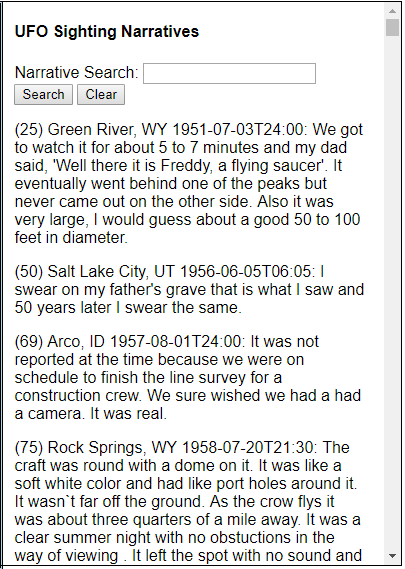 UFO Sighting Narratives
Narrative Search:
Search Clear
(25) Green River, WY 1951-07-03T24:00: We got
to watch it for about 5 to 7 minutes and my dad
said, 'Well there it is Freddy, a flying saucer'. It
eventually went behind one of the peaks but
never came out on the other side. Also it was
very large, I would guess about a good 50 to 100
feet in diameter.
(50) Salt Lake City, UT 1956-06-05T06:05: I
swear on my father's grave that is what I saw and
50 years later I swear the same.
(69) Arco, ID 1957-08-01T24:00: It was not
reported at the time because we were on
schedule to finish the line survey for a
construction crew. We sure wished we had a had
a camera. It was real.
(75) Rock Springs, WY 1958-07-20T21:30: The
craft was round with a dome on it. It was like a
soft white color and had like port holes around it.
It wasn`t far off the ground. As the crow flys it
was about three quarters of a mile away. It was a
clear summer night with no obstuctions in the
way of viewing . It left the spot with no sound and